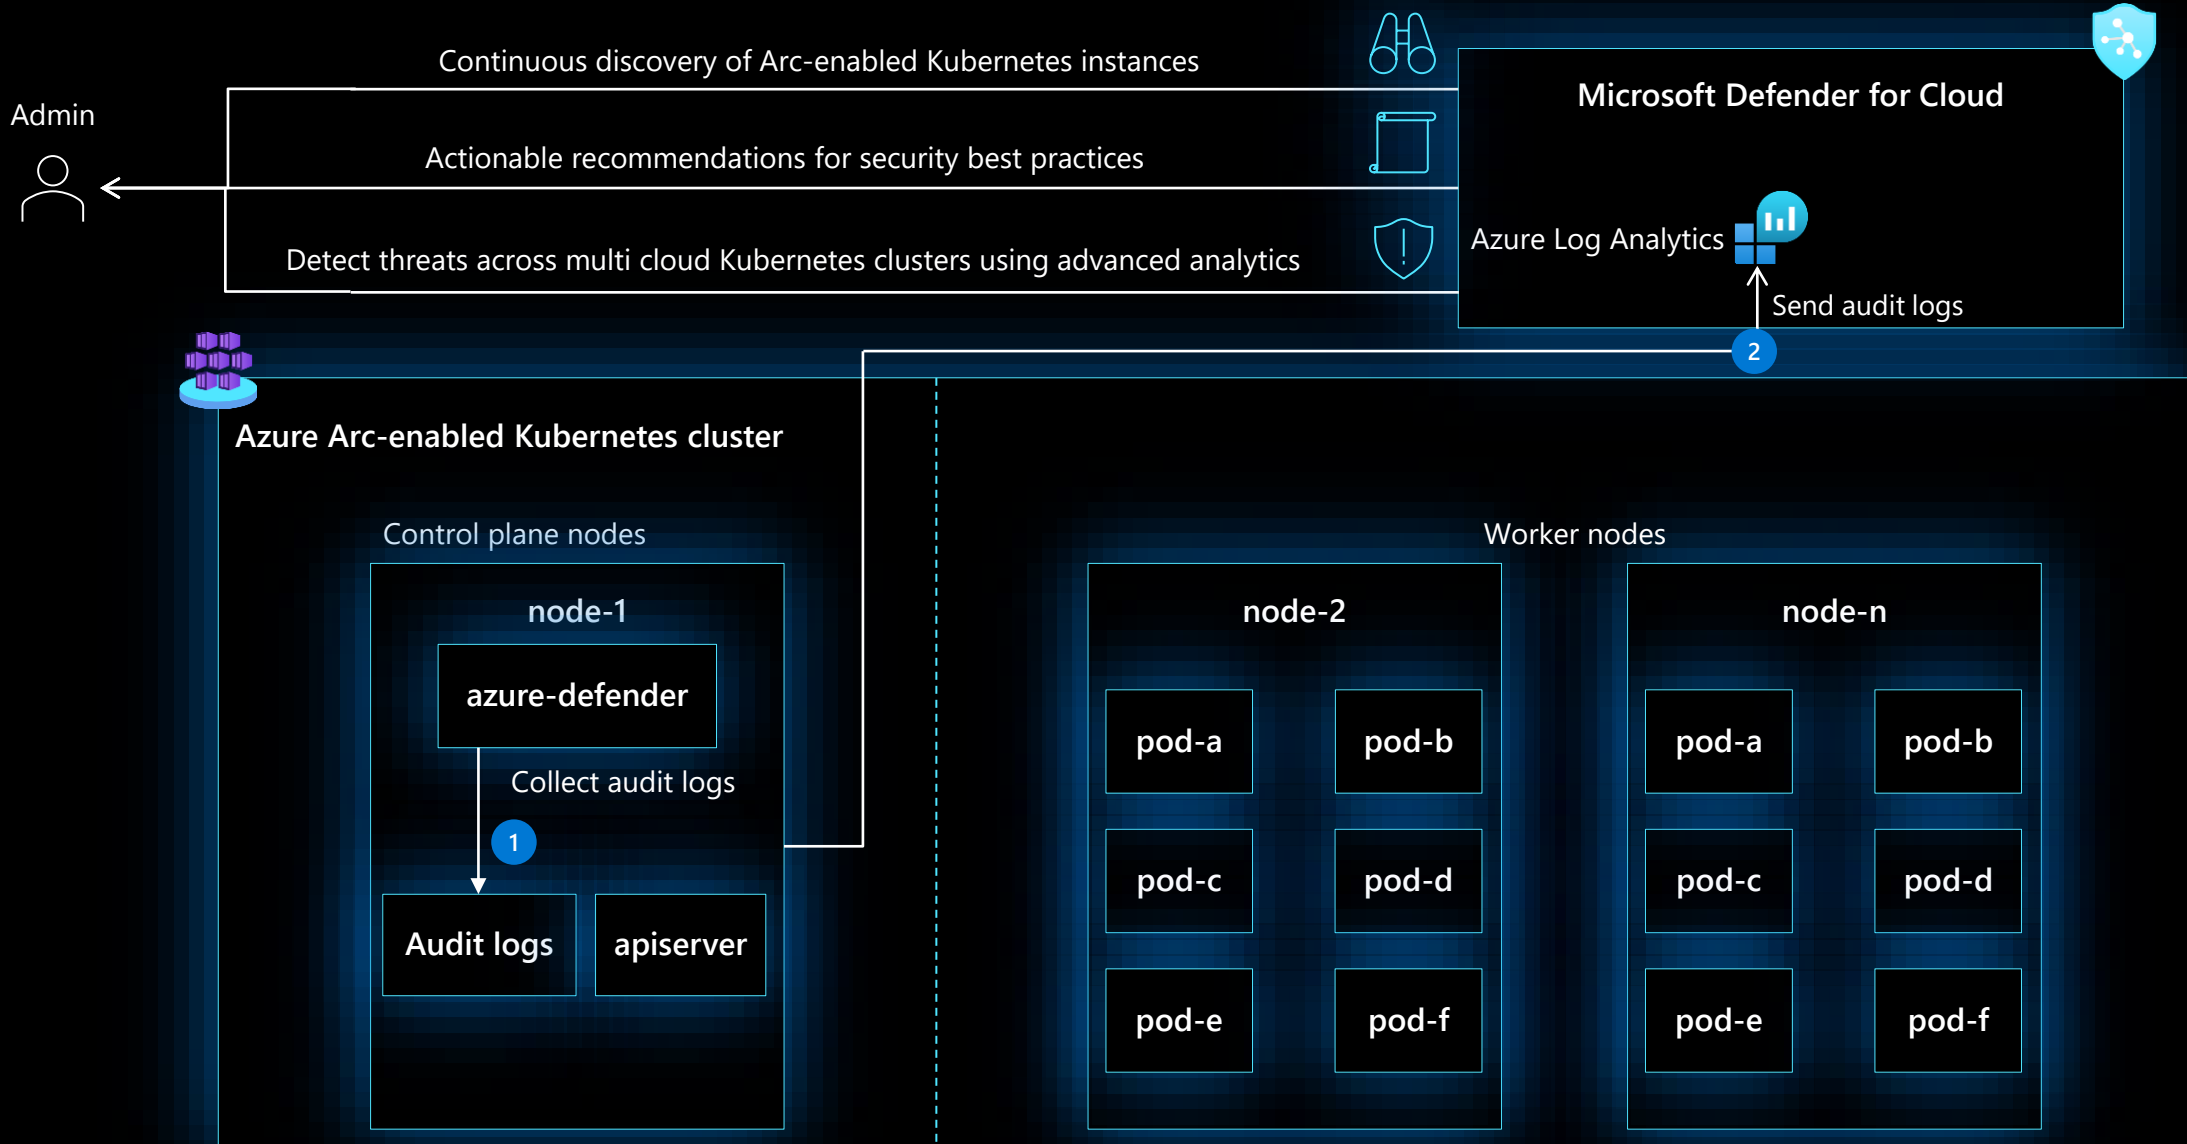 Continuous discovery of Arc-enabled Kubernetes instances
Microsoft Defender for Cloud
Admin
Actionable recommendations for security best practices
Azure Log Analytics
Detect threats across multi cloud Kubernetes clusters using advanced analytics
Send audit logs
2
Azure Arc-enabled Kubernetes cluster
Control plane nodes
node-1
azure-defender
Collect audit logs
1
Audit logs
apiserver
Worker nodes
node-2
pod-a
pod-b
pod-c
pod-d
pod-e
pod-f
node-n
pod-a
pod-b
pod-c
pod-d
pod-e
pod-f